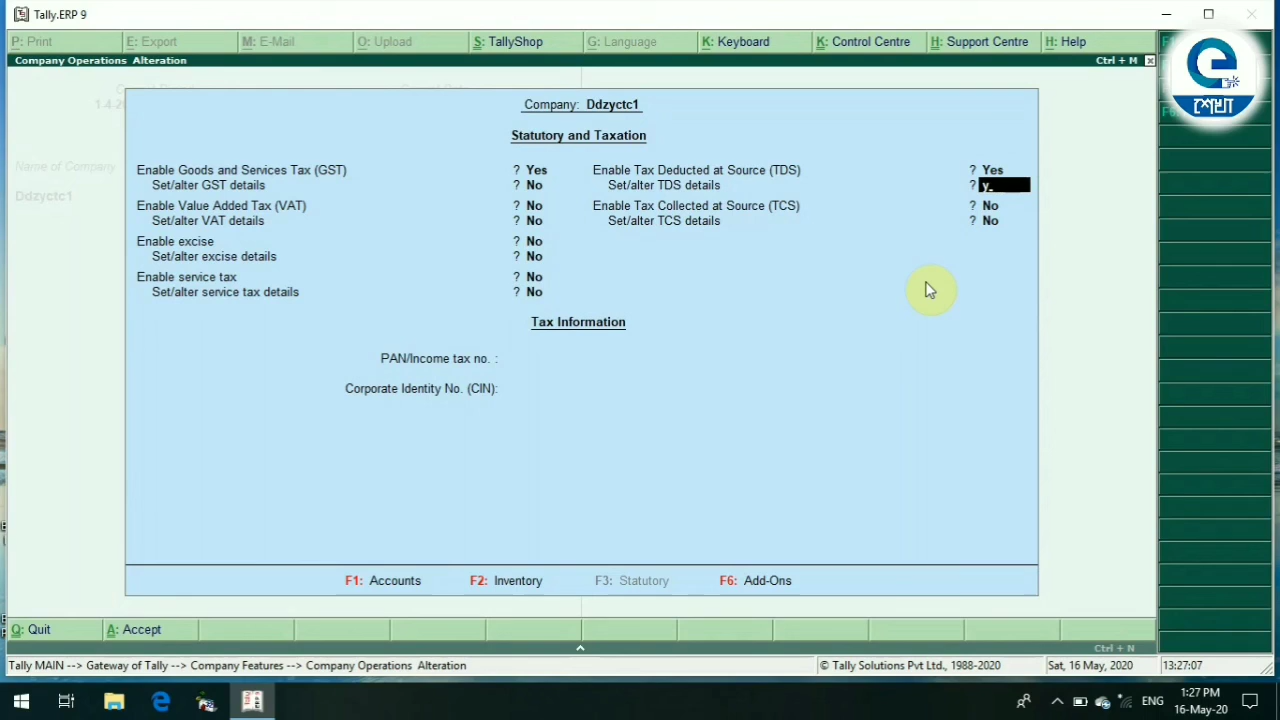 Tally.ERP 9
P: Print E: Export M: E-Mail O: Upload S: TallyShop G: Language K: Keyboard K: Control Centre H: Support Centre H: Help
Company Operations Alteration Ctrl + M
শেখা
Company: Ddzyctc1
Statutory and Taxation
Name of Company
Ddzyctc1
Enable Goods and Services Tax (GST) ? Yes Enable Tax Deducted at Source (TDS) ? Yes
Set/alter GST details ? No Set/alter TDS details ? y
Enable Value Added Tax (VAT) ? No Enable Tax Collected at Source (TCS) ? No
Set/alter VAT details ? No Set/alter TCS details ? No
Enable excise ? No
Set/alter excise details ? No
Enable service tax ? No
Set/alter service tax details ? No
Tax Information
PAN/Income tax no. :
Corporate Identity No. (CIN):
F1: Accounts F2: Inventory F3: Statutory F6: Add-Ons
Q: Quit A: Accept
Ctrl + N
Tally MAIN --> Gateway of Tally --> Company Features --> Company Operations Alteration © Tally Solutions Pvt Ltd., 1988-2020 Sat, 16 May, 2020 13:27:07
ENG 1:27 PM
16-May-20